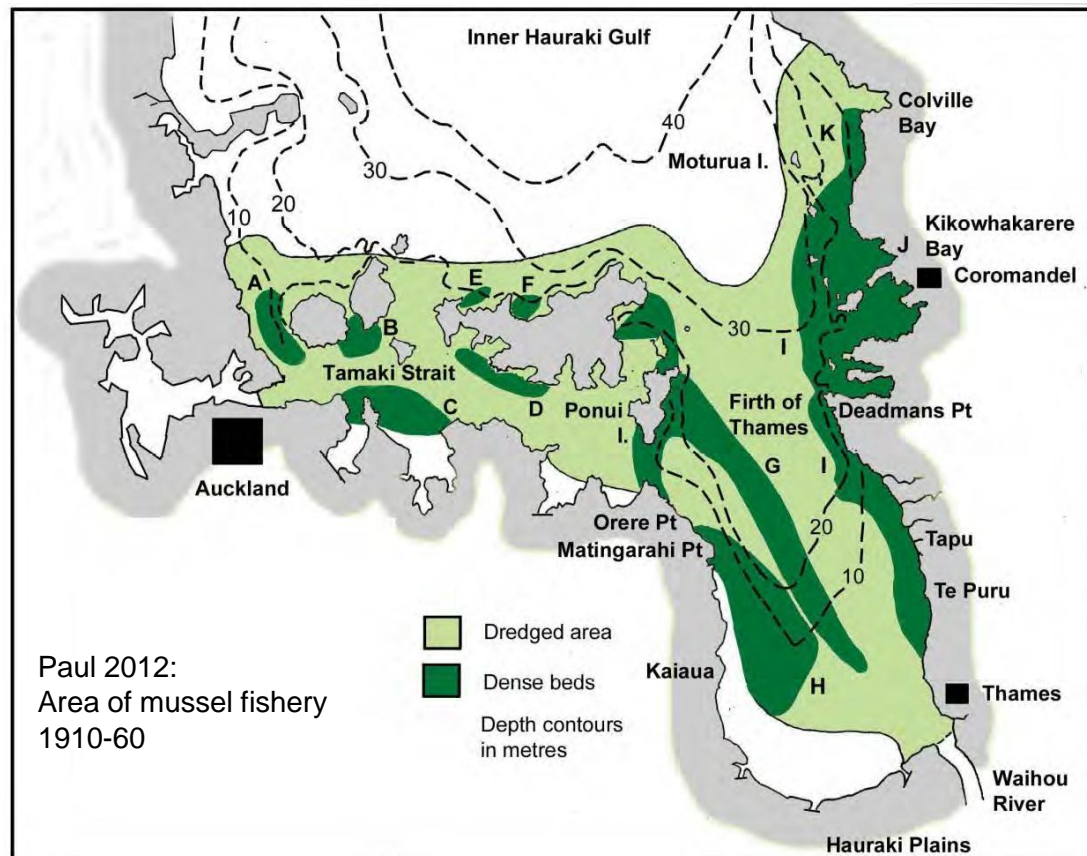 Inner Hauraki Gulf
Colville
Bay
K
40
Moturua I.
30
20
10
Kikowhakarere
Bay
J
Coromandel
A
E
F
B
30
I
Tamaki Strait
C
D
Ponui
I.
Firth of
Thames
Deadmans Pt
G
I
Auckland
Orere Pt
Matingarahi Pt
20
10
Tapu
Te Puru
Dredged area
Dense beds
Depth contours
in metres
Kaiaua
H
Thames
Paul 2012:
Area of mussel fishery
1910-60
Waihou
River
Hauraki Plains